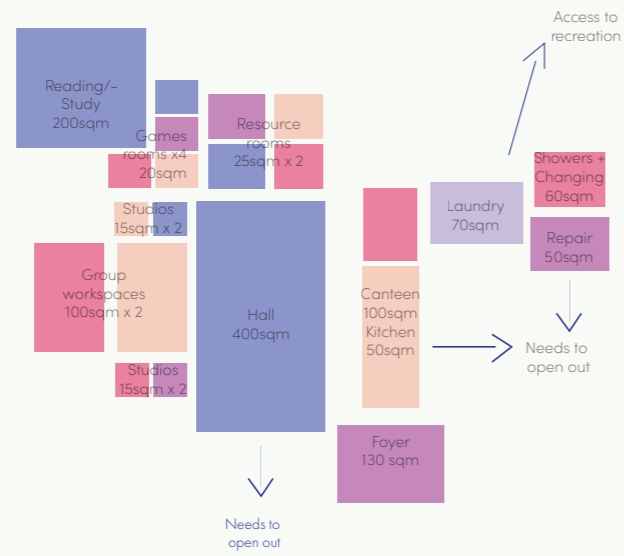 Access to
recreation
Reading/-
Study
200sqm
Games
rooms x4
20sqm
Resource
rooms
25sqm x 2
Showers +
Changing
60sqm
Studios
15sqm x 2
Laundry
70sqm
Repair
50sqm
Group
workspaces
100sqm x 2
Hall
400sqm
Canteen
100sqm
Kitchen
50sqm
Needs to
open out
Studios
15sqm x 2
Foyer
130 sqm
Needs to
open out